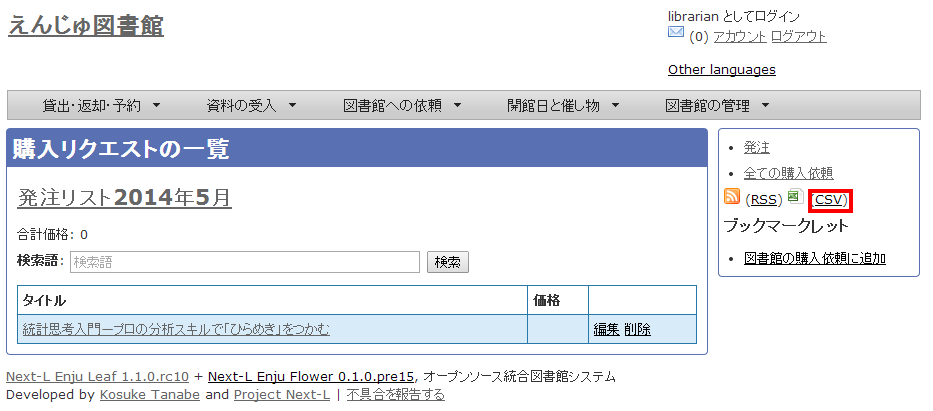 えんじゅ図書館
librarian としてログイン
(0) アカウント ログアウト
Other languages
貸出・返却・予約 ▼ 資料の受入 ▼ 図書館への依頼 ▼ 開館日と催し物 ▼ 図書館の管理 ▼
購入リクエストの一覧
発注リスト2014年5月
合計価格: 0
検索語: 検索語 検索
タイトル 価格
統計思考入門―プロの分析スキルで「ひらめき」をつかむ 編集 削除
• 発注
• 全ての購入依頼
(RSS) (CSV)
ブックマークレット
• 図書館の購入依頼に追加
Next-L Enju Leaf 1.1.0.rc10 + Next-L Enju Flower 0.1.0.pre15, オープンソース統合図書館システム
Developed by Kosuke Tanabe and Project Next-L | 不具合を報告する